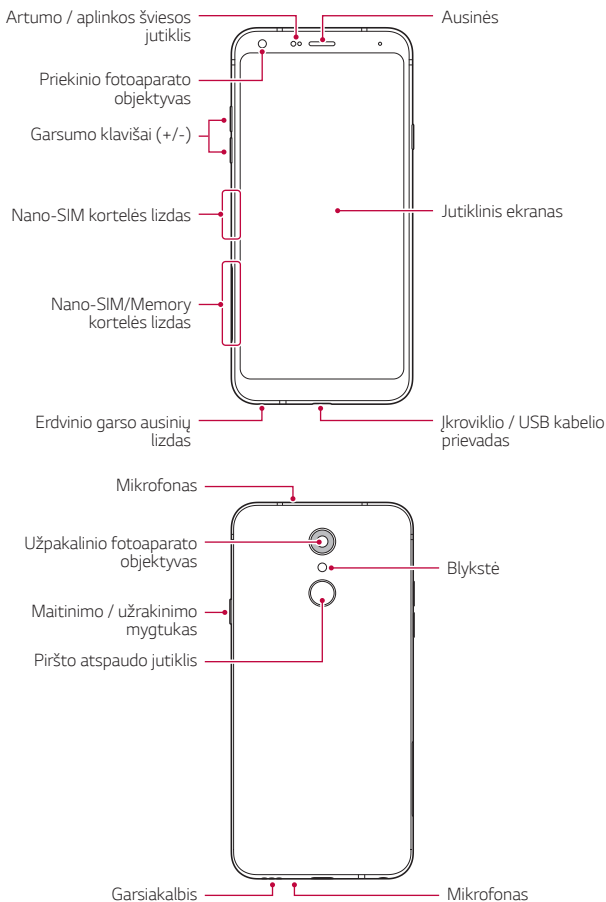 Artumo / aplinkos šviesos
jutiklis
Ausinės
Priekinio fotoaparato
objektyvas
Garsumo klavišai (+/-)
Nano-SIM kortelės lizdas
Jutiklinis ekranas
Nano-SIM/Memory
kortelės lizdas
Erdvinio garso ausinių
lizdas
Įkroviklio / USB kabelio
prievadas
Mikrofonas
Užpakalinio fotoaparato
objektyvas
Blykstė
Maitinimo / užrakinimo
mygtukas
Piršto atspaudo jutiklis
Garsiakalbis
Mikrofonas